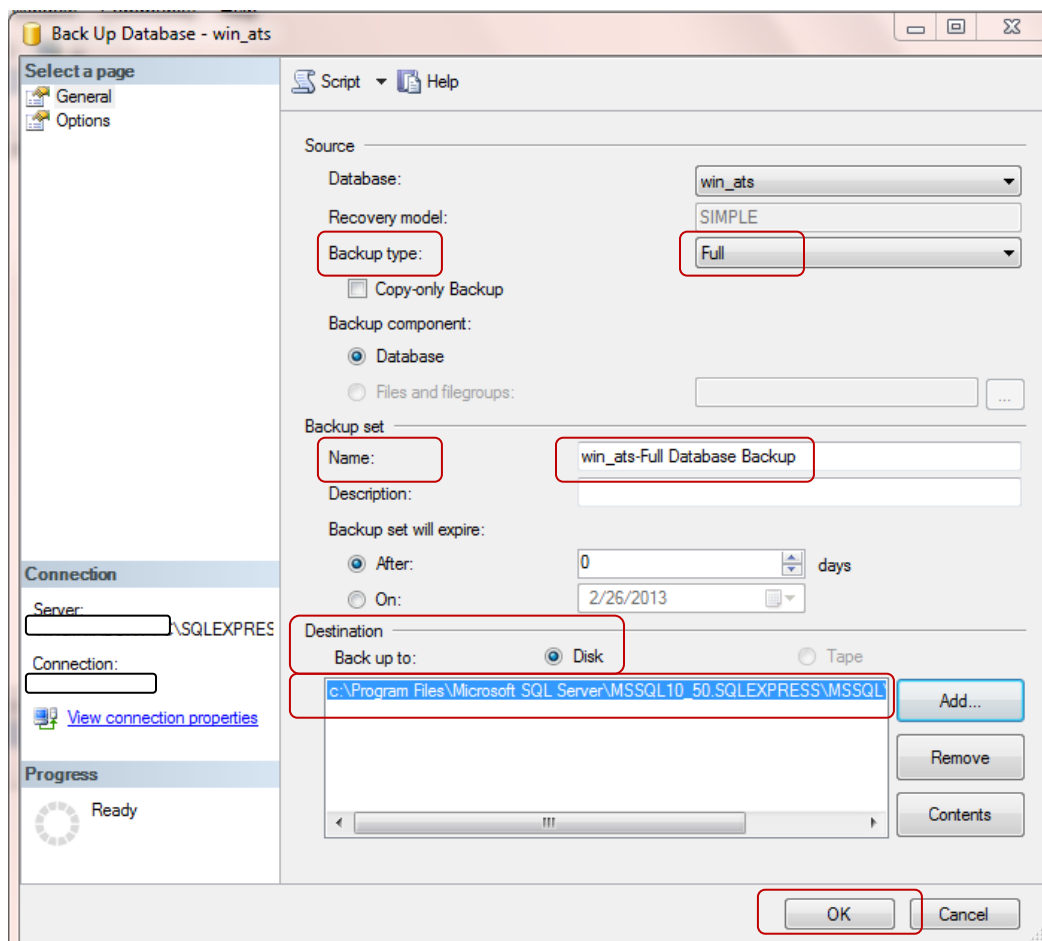 Back Up Database - win_ats
Select a page
General
Options
Script Help
Source
Database: win_ats
Recovery model: SIMPLE
Backup type: Full
Copy-only Backup
Backup component:
Database
Files and filegroups: ...
Backup set
Name: win_ats-Full Database Backup
Description:
Backup set will expire:
After: 0 days
On: 2/26/2013
Destination
Back up to: Disk Tape
c:\Program Files\Microsoft SQL Server\MSSQL10_50.SQLEXPRESS\MSSQL\
Add...
Remove
Contents
Connection
Server:
\SQLEXPRES
Connection:
View connection properties
Progress
Ready
OK Cancel